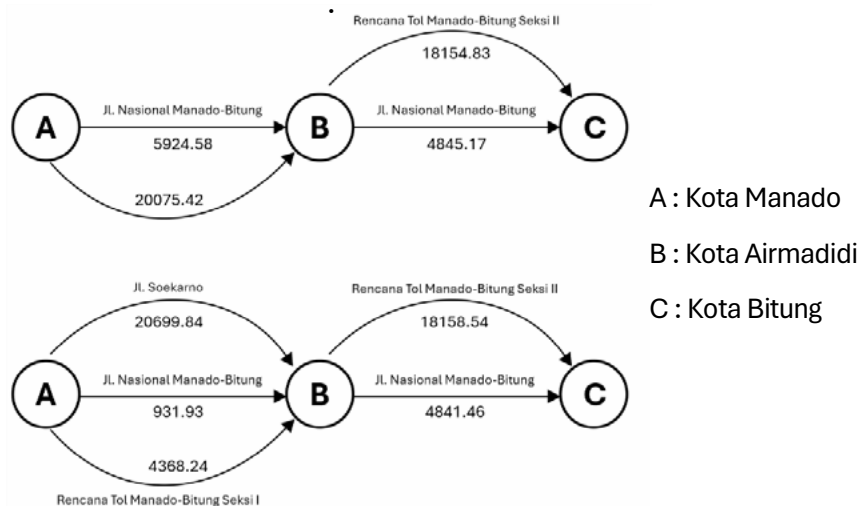 Rencana Tol Manado-Bitung Seksi II
18154.83
A
Jl. Nasional Manado-Bitung
5924.58
B
Jl. Nasional Manado-Bitung
4845.17
C
20075.42
A : Kota Manado
B : Kota Airmadidi
C : Kota Bitung
Jl. Soekarno
20699.84
Rencana Tol Manado-Bitung Seksi II
18158.54
A
Jl. Nasional Manado-Bitung
931.93
B
Jl. Nasional Manado-Bitung
4841.46
C
4368.24
Rencana Tol Manado-Bitung Seksi I